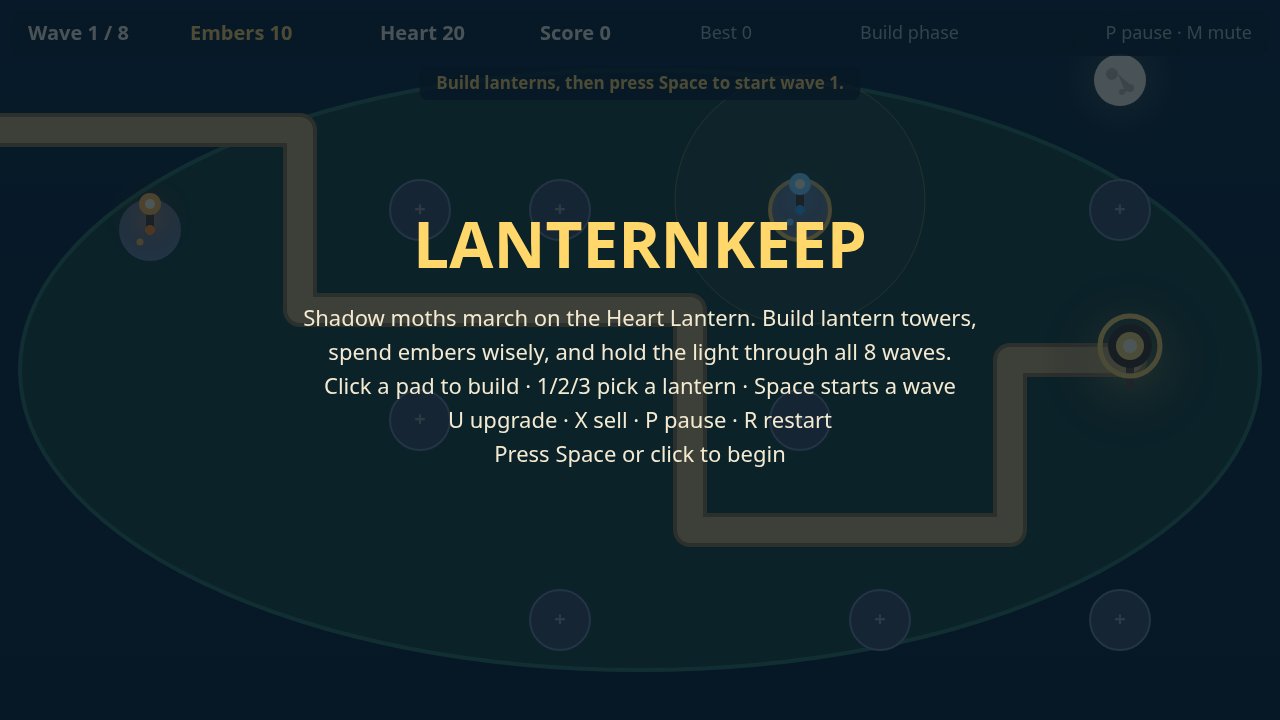 Wave 1 / 8 Embers 10 Heart 20 Score 0 Best 0 Build phase P pause · M mute
Build lanterns, then press Space to start wave 1.
+ + +
LANTERNKEEP
Shadow moths march on the Heart Lantern. Build lantern towers,
spend embers wisely, and hold the light through all 8 waves.
Click a pad to build · 1/2/3 pick a lantern · Space starts a wave
+ +
U upgrade · X sell · P pause · R restart
Press Space or click to begin
+ + +